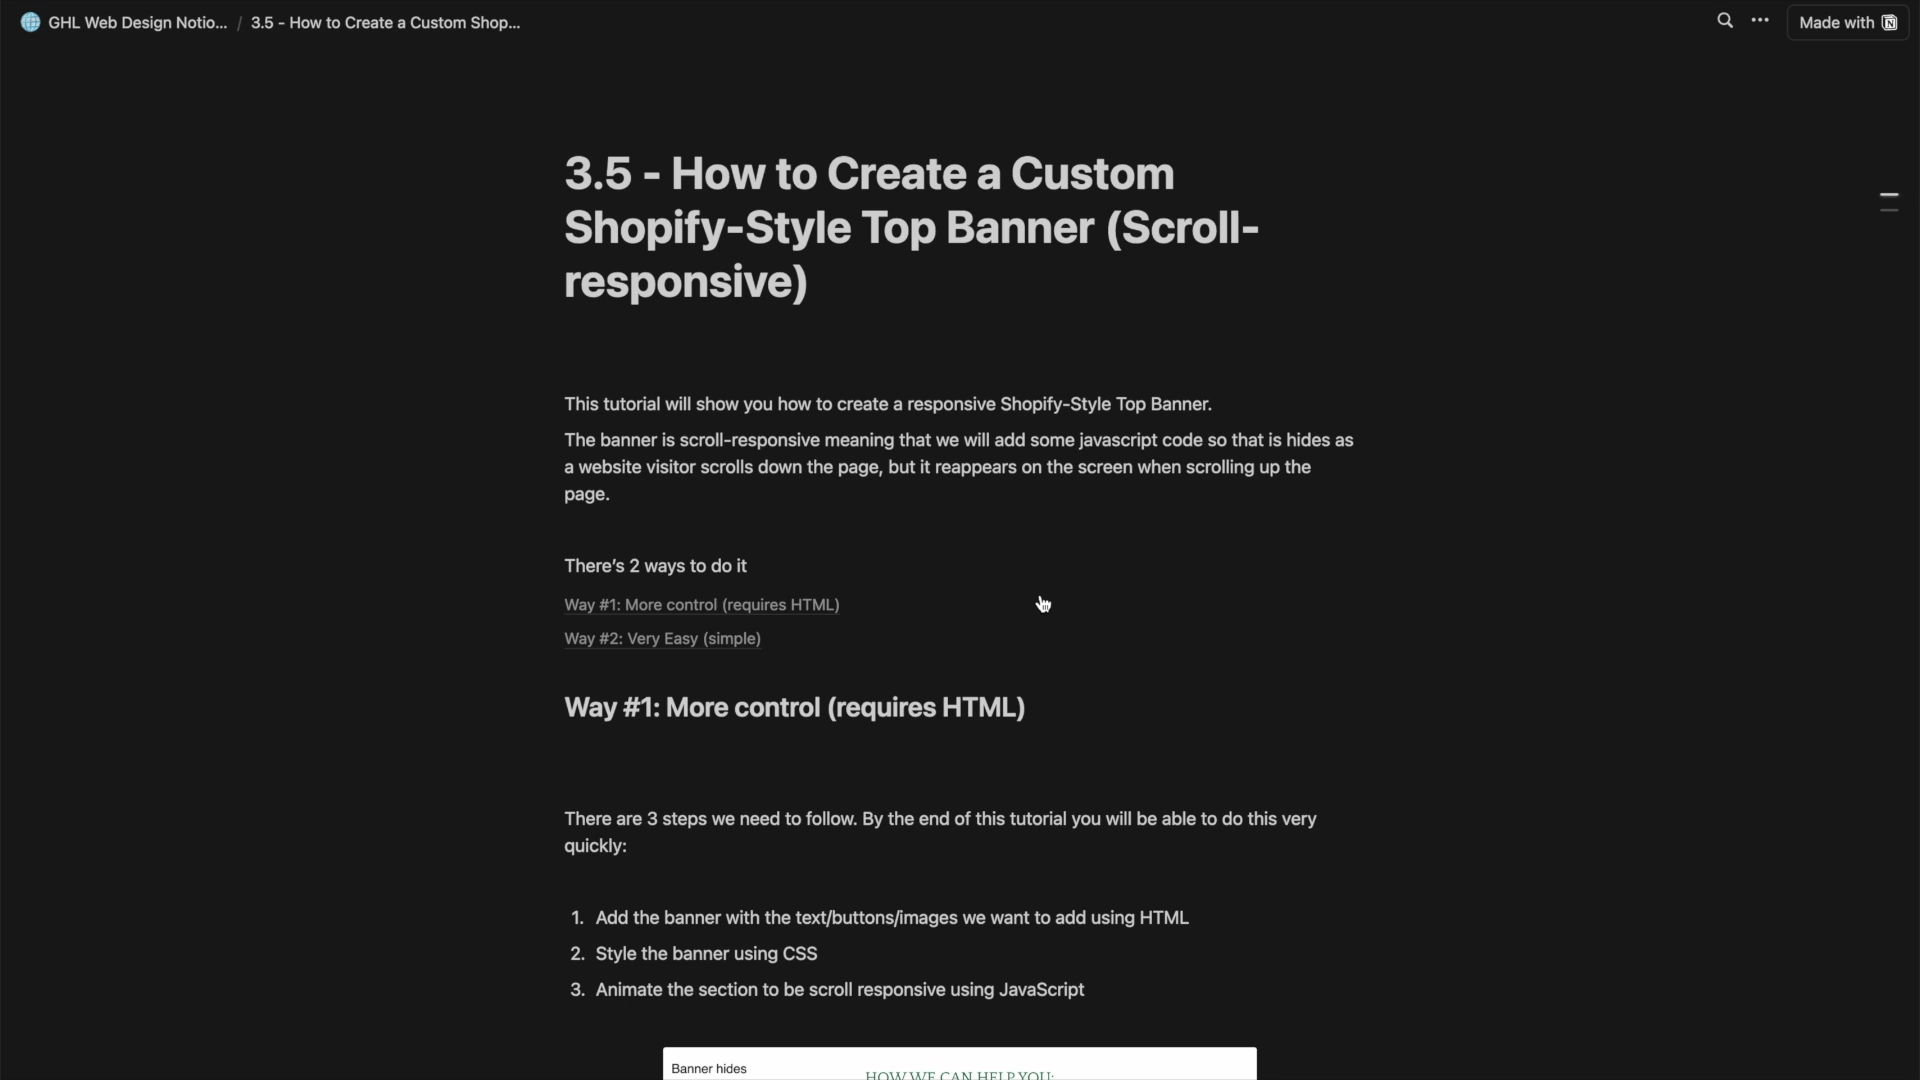 GHL Web Design Notio... / 3.5 - How to Create a Custom Shop...
Made with
3.5 - How to Create a Custom
Shopify-Style Top Banner (Scroll-
responsive)
This tutorial will show you how to create a responsive Shopify-Style Top Banner.
The banner is scroll-responsive meaning that we will add some javascript code so that is hides as
a website visitor scrolls down the page, but it reappears on the screen when scrolling up the
page.
There's 2 ways to do it
Way #1: More control (requires HTML)
Way #2: Very Easy (simple)
Way #1: More control (requires HTML)
There are 3 steps we need to follow. By the end of this tutorial you will be able to do this very
quickly:
1. Add the banner with the text/buttons/images we want to add using HTML
2. Style the banner using CSS
3. Animate the section to be scroll responsive using JavaScript
Banner hides
HOW WE CAN HELP YOU: